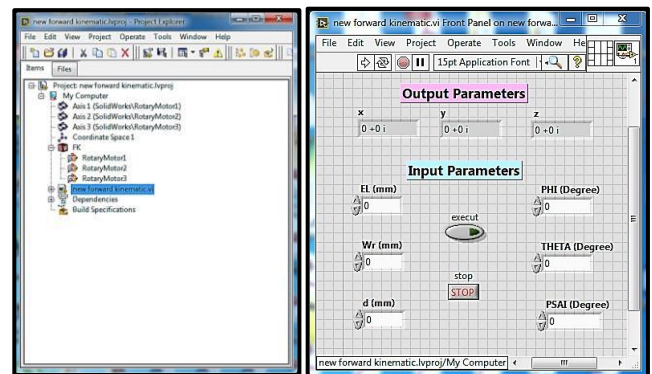 new forward kinematic.lvproj - Project Explorer
File Edit View Project Operate Tools Window Help
Items Files
Project: new forward kinematic.lvproj
My Computer
Axis 1 (SolidWorks\RotaryMotor1)
Axis 2 (SolidWorks\RotaryMotor2)
Axis 3 (SolidWorks\RotaryMotor3)
Coordinate Space 1
FK
RotaryMotor1
RotaryMotor2
RotaryMotor3
new forward kinematic.vi
Dependencies
Build Specifications
new forward kinematic.vi Front Panel on new forwa...
File Edit View Project Operate Tools Window He
15pt Application Font
Output Parameters
x y z
0 +0 i 0 +0 i 0 +0 i
Input Parameters
EL (mm) PHI (Degree)
0 0
execut
Wr (mm) THETA (Degree)
0 0
stop
STOP
d (mm) PSAI (Degree)
0 0
new forward kinematic.lvproj/My Computer